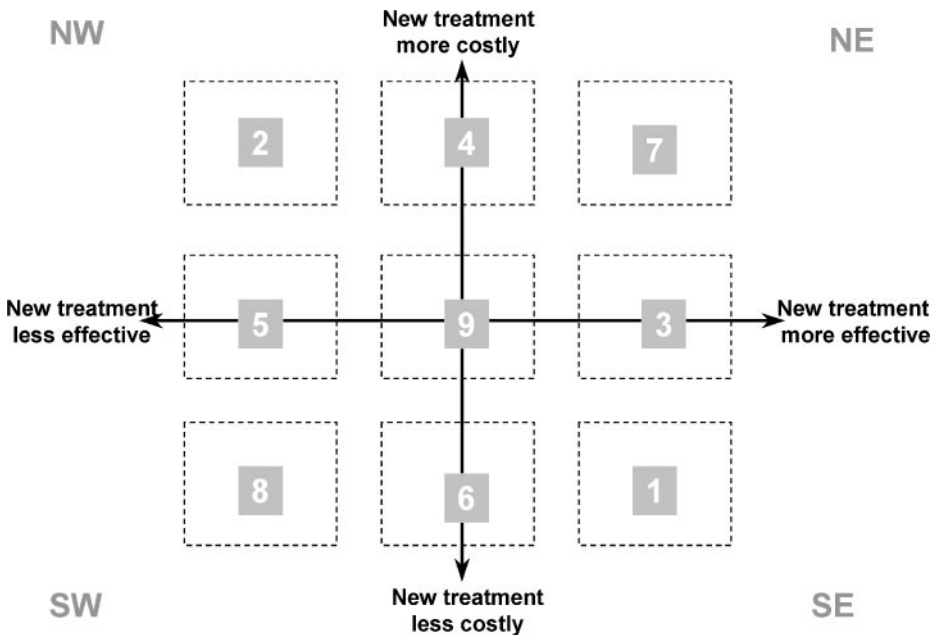 NW
New treatment
more costly
NE
2
4
7
New treatment
less effective
5
9
3
New treatment
more effective
8
6
1
SW
New treatment
less costly
SE